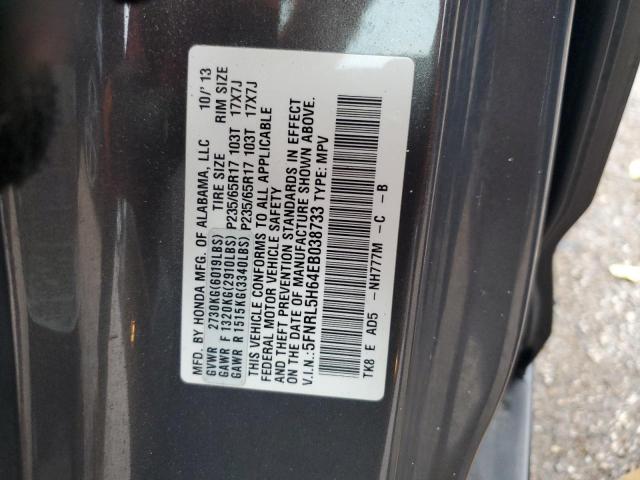 MFD. BY HONDA MFG. OF ALABAMA, LLC 10/'13
GVWR 2730KG(6019LBS) TIRE SIZE RIM SIZE
GAWR F 1320KG(2910LBS) P235/65R17 103T 17X7J
GAWR R 1515KG(3340LBS) P235/65R17 103T 17X7J
THIS VEHICLE CONFORMS TO ALL APPLICABLE
FEDERAL MOTOR VEHICLE SAFETY
AND THEFT PREVENTION STANDARDS IN EFFECT
ON THE DATE OF MANUFACTURE SHOWN ABOVE.
V.I.N.:5FNRL5H64EB038733 TYPE: MPV
TK8 E AD5 -NH777M -C -B